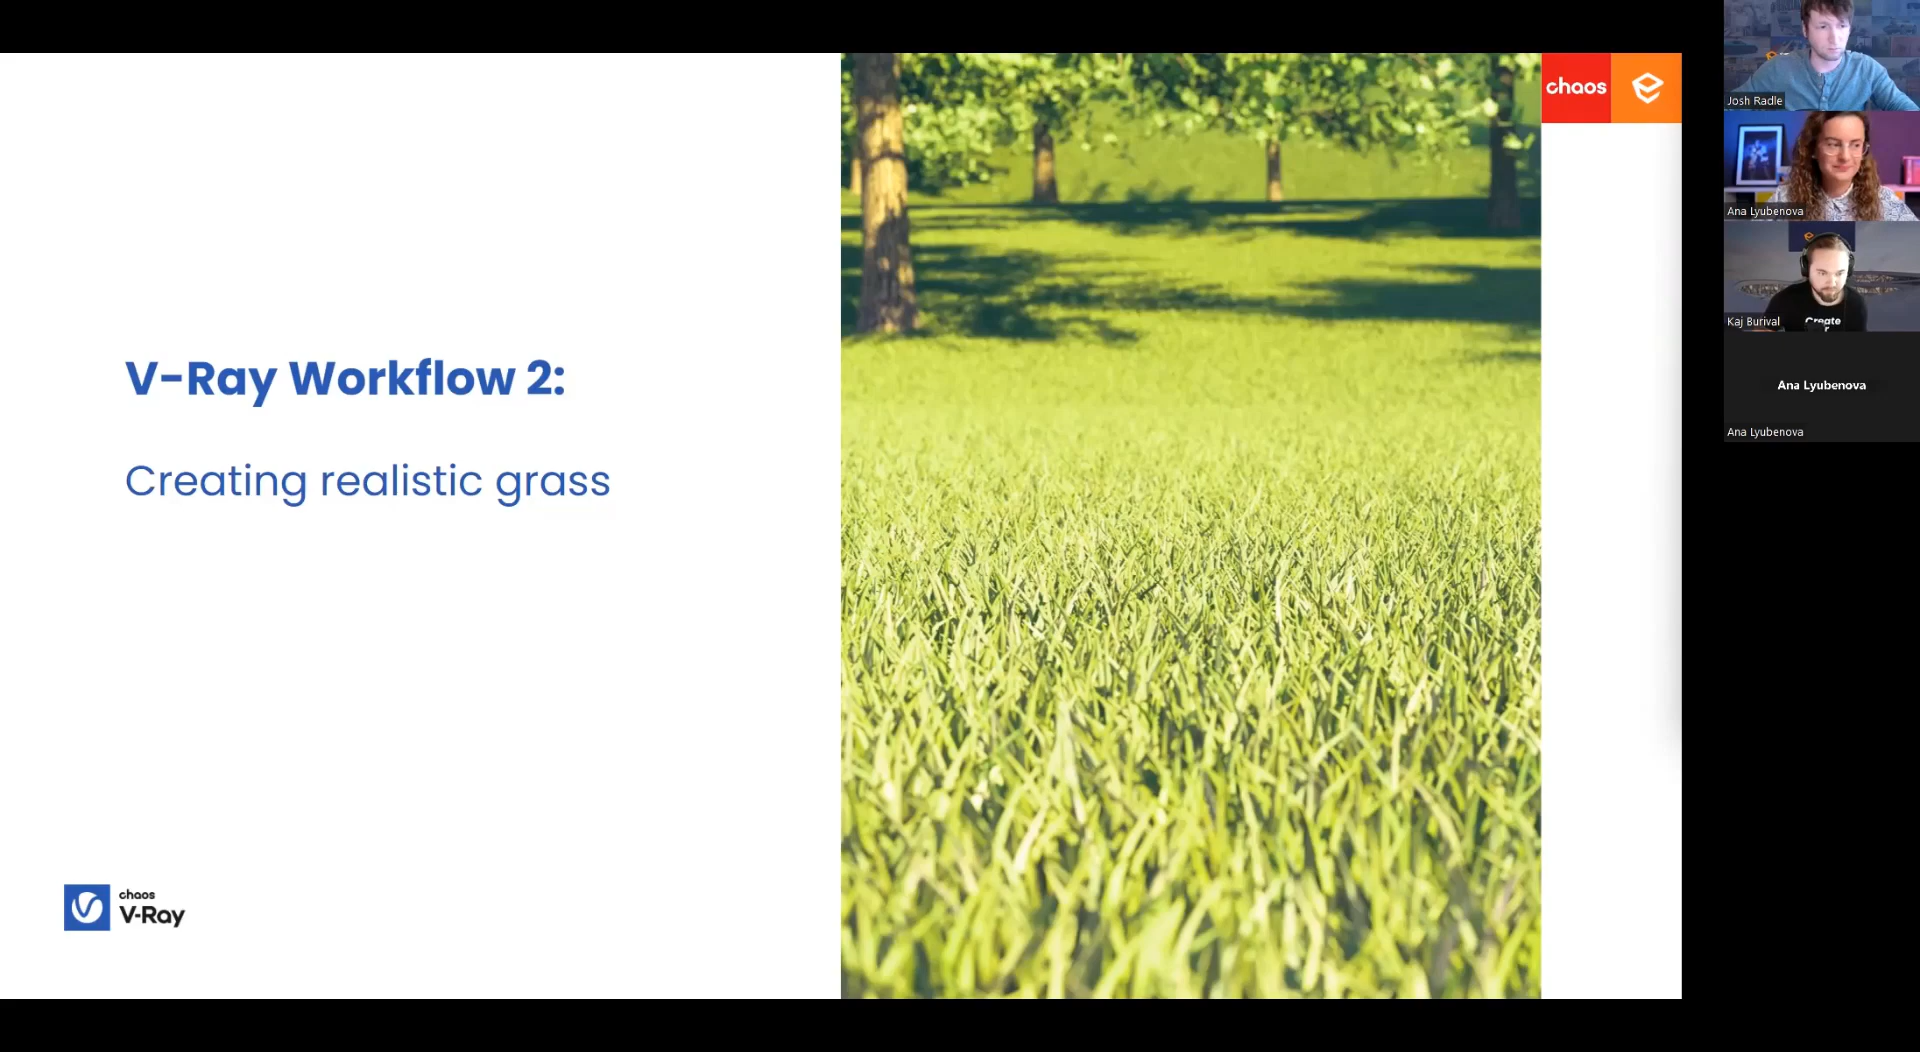 V-Ray Workflow 2:
Creating realistic grass
chaos
V-Ray
chaos
Josh Radle
Ana Lyubenova
Create
Kaj Burival
Ana Lyubenova
Ana Lyubenova